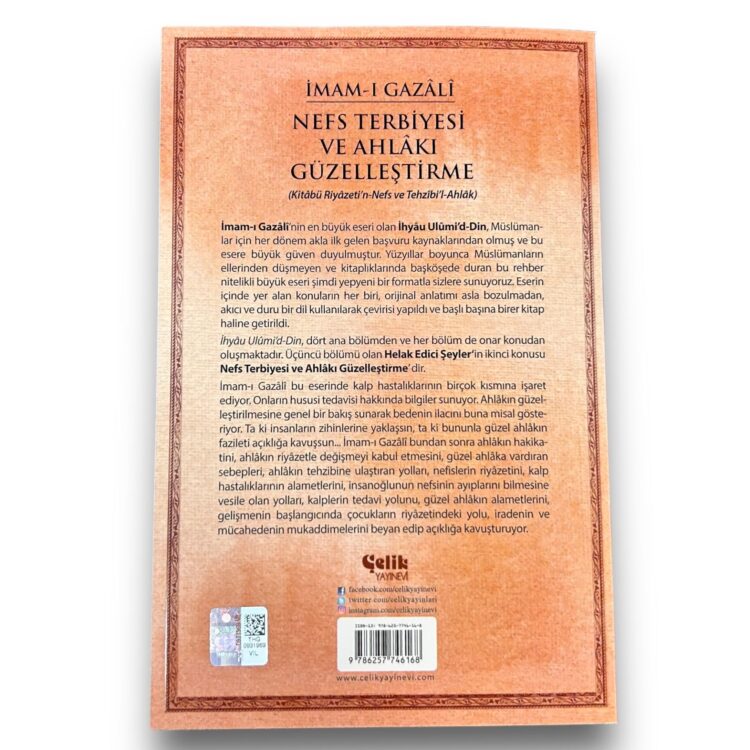 İMAM-I GAZÂLÎ
NEFS TERBİYESİ
VE AHLÂKI
GÜZELLEŞTİRME
(Kitâbü Riyâzeti’n-Nefs ve Tehzîbi’l-Ahlâk)
İmam-ı Gazâlî’nin en büyük eseri olan İhyâu Ulûmi’d-Din, Müslüman-
lar için her dönem akla ilk gelen başvuru kaynaklarından olmuş ve bu
esere büyük güven duyulmuştur. Yüzyıllar boyunca Müslümanların
ellerinden düşmeyen ve kitaplıklarında başköşede duran bu rehber
nitelikli büyük eseri şimdi yepyeni bir formatla sizlere sunuyoruz. Eserin
içinde yer alan konuların her biri, orijinal anlatımı asla bozulmadan,
akıcı ve duru bir dil kullanılarak çevirisi yapıldı ve başlı başına birer kitap
haline getirildi.
İhyâu Ulûmi’d-Din, dört ana bölümden ve her bölüm de onar konudan
oluşmaktadır. Üçüncü bölümü olan Helak Edici Şeyler’in ikinci konusu
Nefs Terbiyesi ve Ahlâkı Güzelleştirme’dir.
İmam-ı Gazâlî bu eserinde kalp hastalıklarının birçok kısmına işaret
ediyor. Onların hususi tedavisi hakkında bilgiler sunuyor. Ahlâkın güzel-
leştirilmesine genel bir bakış sunarak bedenin ilacını buna misal göste-
riyor. Ta ki insanların zihinlerine yaklaşsın, ta ki bununla güzel ahlâkın
fazileti açıklığa kavuşsun... İmam-ı Gazâlî bundan sonra ahlâkın hakika-
tini, ahlâkın riyâzetle değişmeyi kabul etmesini, güzel ahlâka vardıran
sebepleri, ahlâkın tehzibine ulaştıran yolları, nefislerin riyâzetini, kalp
hastalıklarının alametlerini, insanoğlunun nefsinin ayıplarını bilmesine
vesile olan yolları, kalplerin tedavi yolunu, güzel ahlâkın alametlerini,
gelişmenin başlangıcında çocukların riyâzetindeki yolu, iradenin ve
mücahedenin mukaddimelerini beyan edip açıklığa kavuşturuyor.
Çelik
YAYINEVİ
facebook.com/celikyayinevi
twitter.com/celikyayinlari
instagram.com/celikyayinevi
THG
0931969
VIL
ISBN-13: 978-625-7746-16-8
9 786257 746168
www.celikyayinevi.com